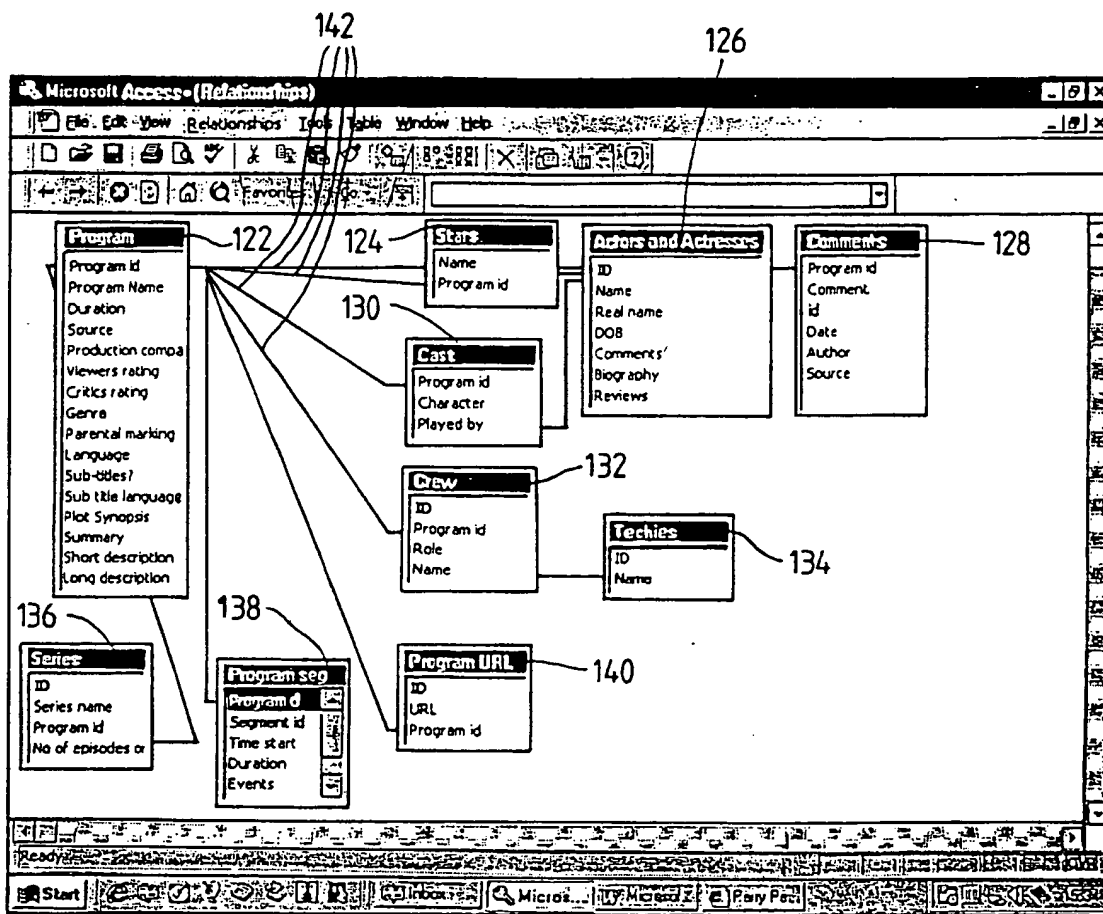 142
126
Microsoft Access - (Relationships)
File Edit View Relationships Tools Table Window Help
Favorit Go
Program
Program id
Program Name
Duration
Source
Production compa
Viewers rating
Critics rating
Genre
Parental marking
Language
Sub-titles?
Sub title language
Plot Synopsis
Summary
Short description
Long description
122
124
Stars
Name
Program id
Actors and Actresses
ID
Name
Real name
DOB
Comments'
Biography
Reviews
Comments
Program id
Comment
id
Date
Author
Source
128
130
Cast
Program id
Character
Played by
Crew
ID
Program id
Role
Name
132
Techies
ID
Name
134
136
Series
ID
Series name
Program id
No of episodes or
138
Program seg
Program d
Segment id
Time start
Duration
Events
Program URL
ID
URL
Program id
140
Ready
Start
Inbox
Micros...